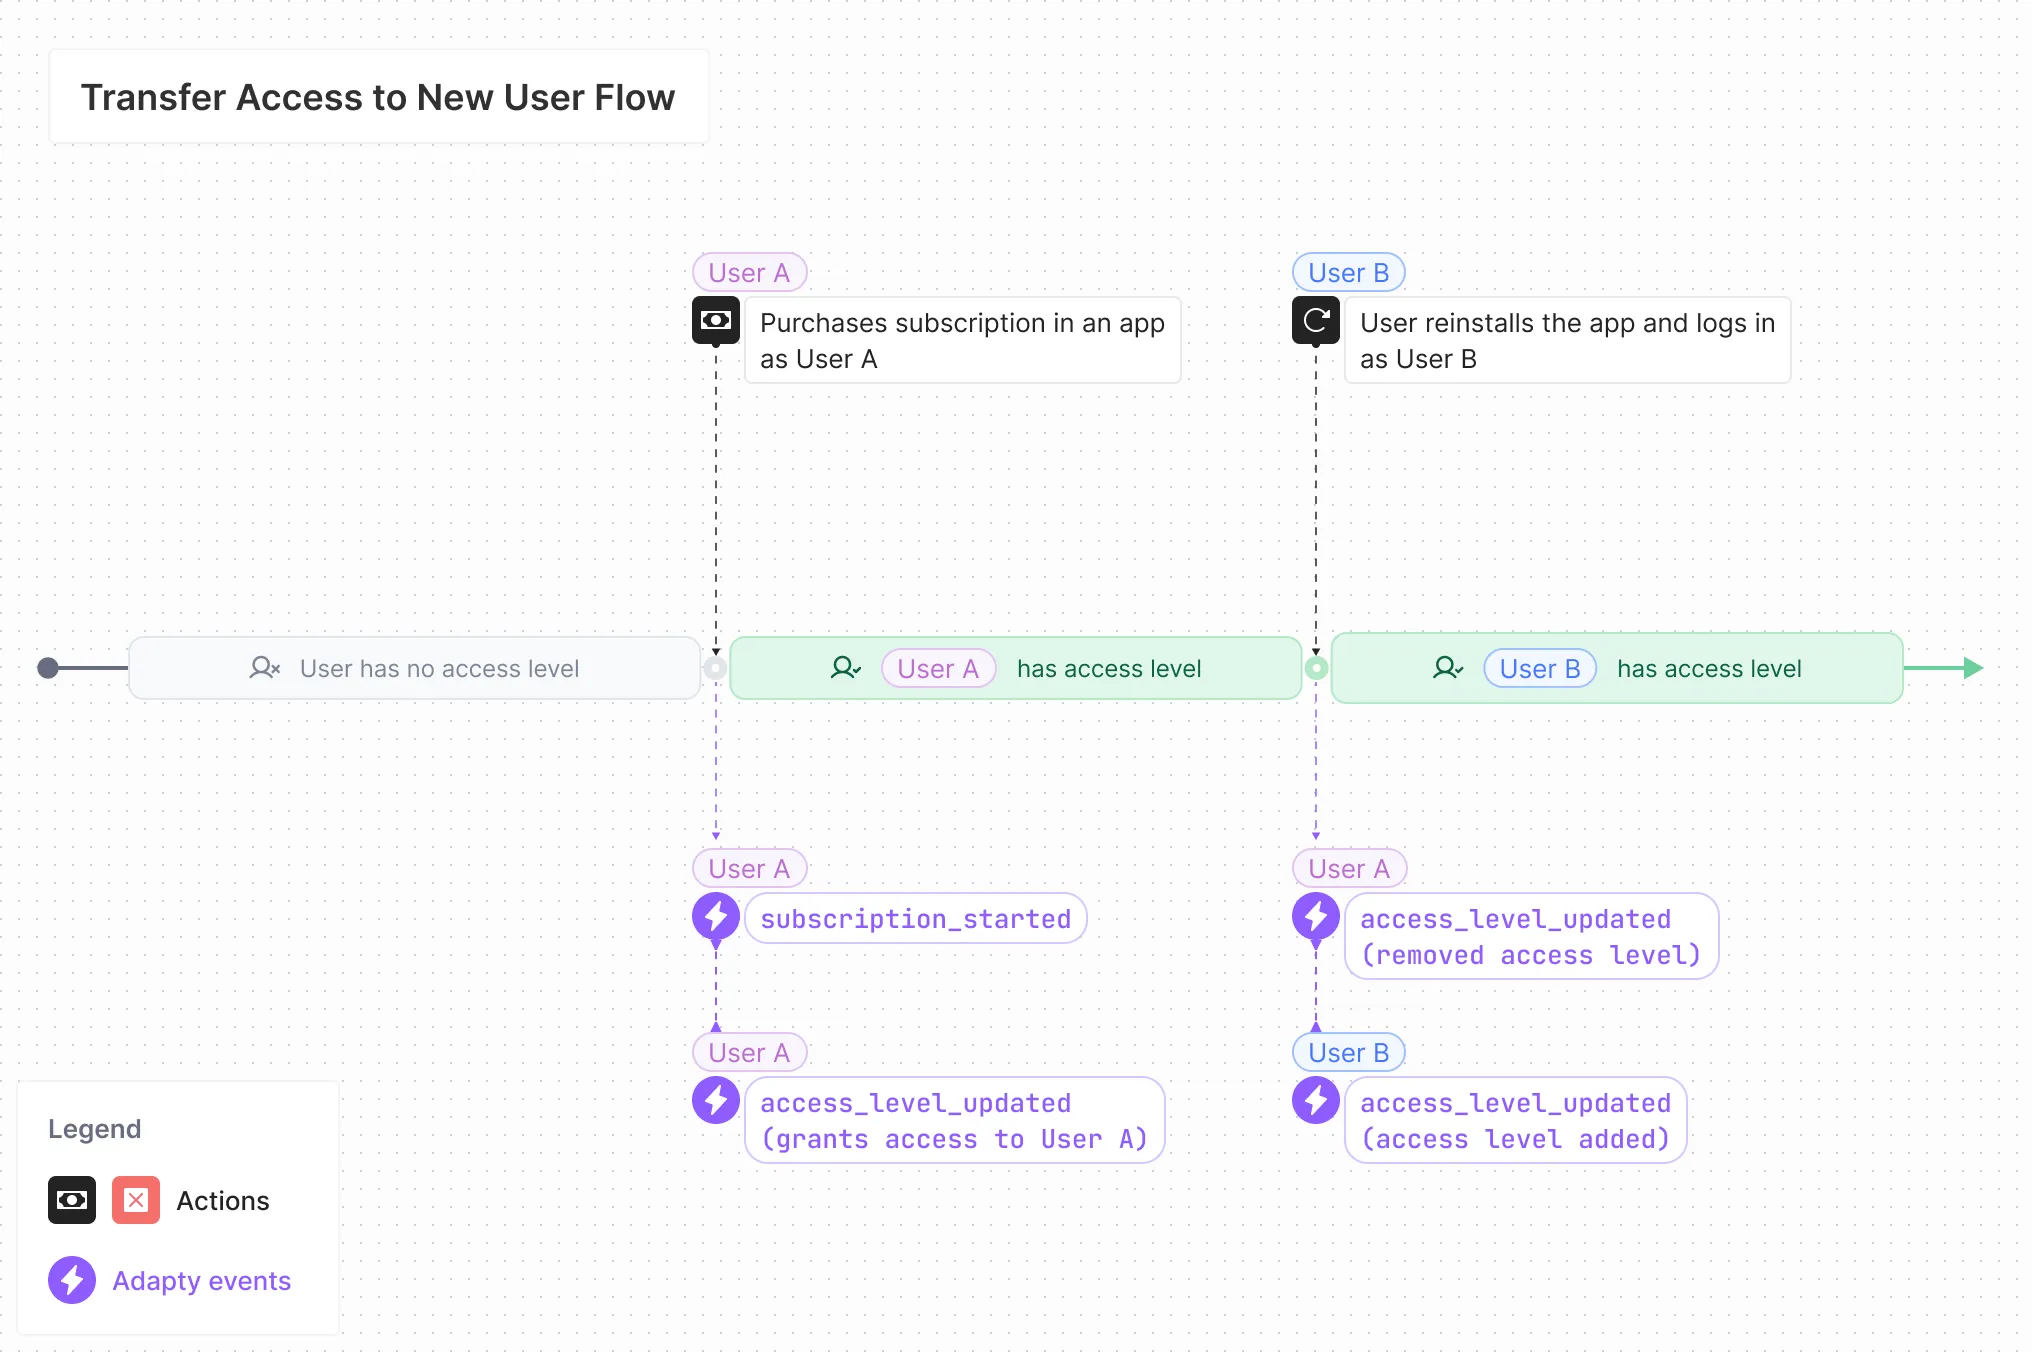 Transfer Access to New User Flow
User A
Purchases subscription in an app
as User A
User B
User reinstalls the app and logs in
as User B
User has no access level
User A has access level
User B has access level
User A
subscription_started
User A
access_level_updated
(grants access to User A)
User A
access_level_updated
(removed access level)
User B
access_level_updated
(access level added)
Legend
Actions
Adapty events